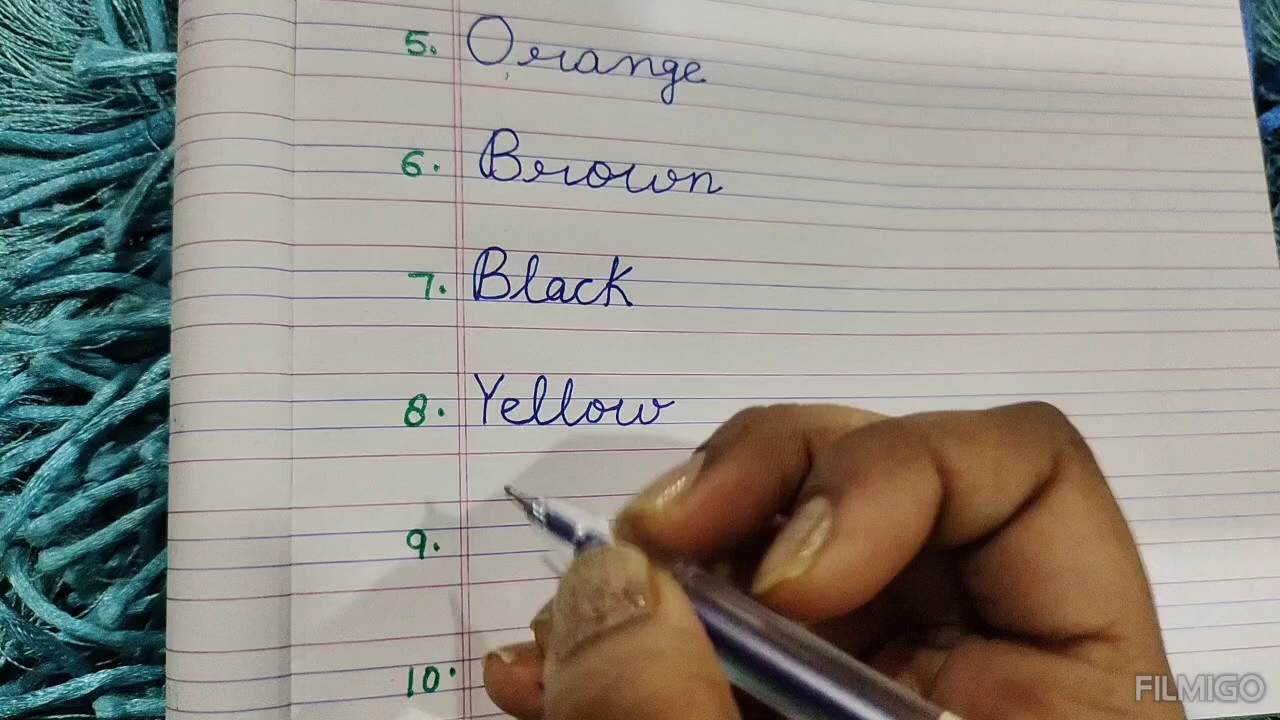 5. Orange
6. Brown
7. Black
8. Yellow
9.
10.
FILMIGO